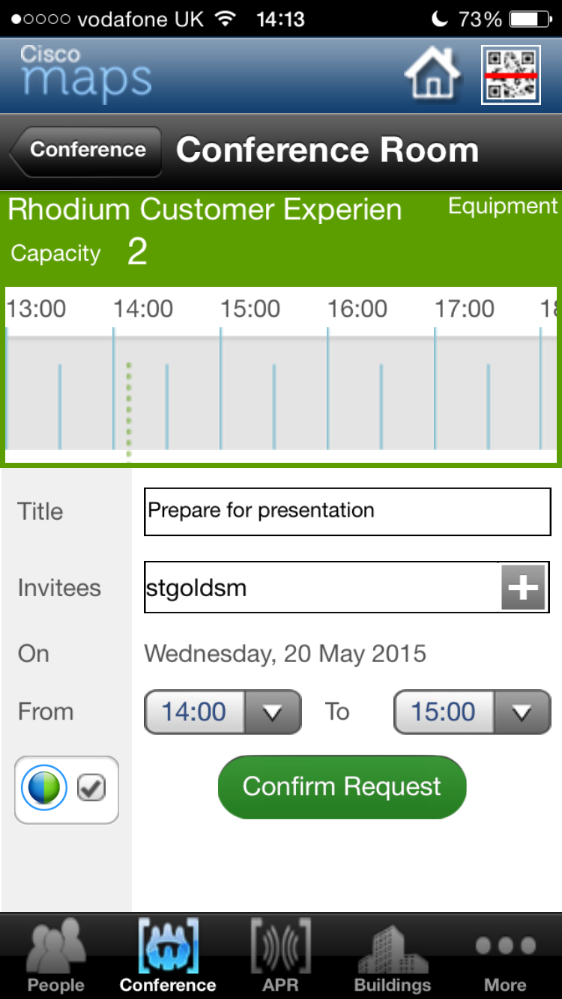 vodafone UK 14:13 73%
Cisco
maps
Conference Conference Room
Rhodium Customer Experien Equipment
Capacity 2
13:00 14:00 15:00 16:00 17:00 18
Title Prepare for presentation
Invitees stgoldsm
On Wednesday, 20 May 2015
From 14:00 To 15:00
Confirm Request
People Conference APR Buildings More